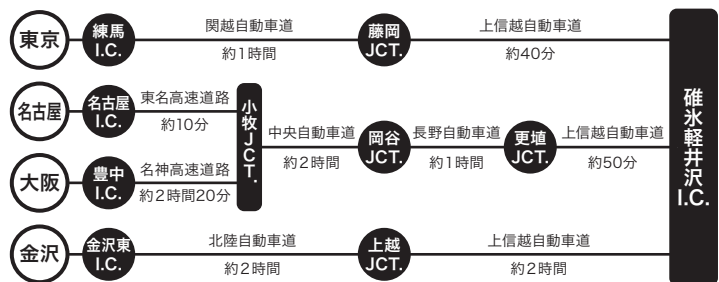 東京
練馬
I.C.
関越自動車道
約1時間
藤岡
JCT.
上信越自動車道
約40分
名古屋
名古屋
I.C.
東名高速道路
約10分
大阪
豊中
I.C.
名神高速道路
約2時間20分
小牧JCT.
中央自動車道
約2時間
岡谷
JCT.
長野自動車道
約1時間
更埴
JCT.
上信越自動車道
約50分
金沢
金沢東
I.C.
北陸自動車道
約2時間
上越
JCT.
上信越自動車道
約2時間
碓氷軽井沢
I.C.